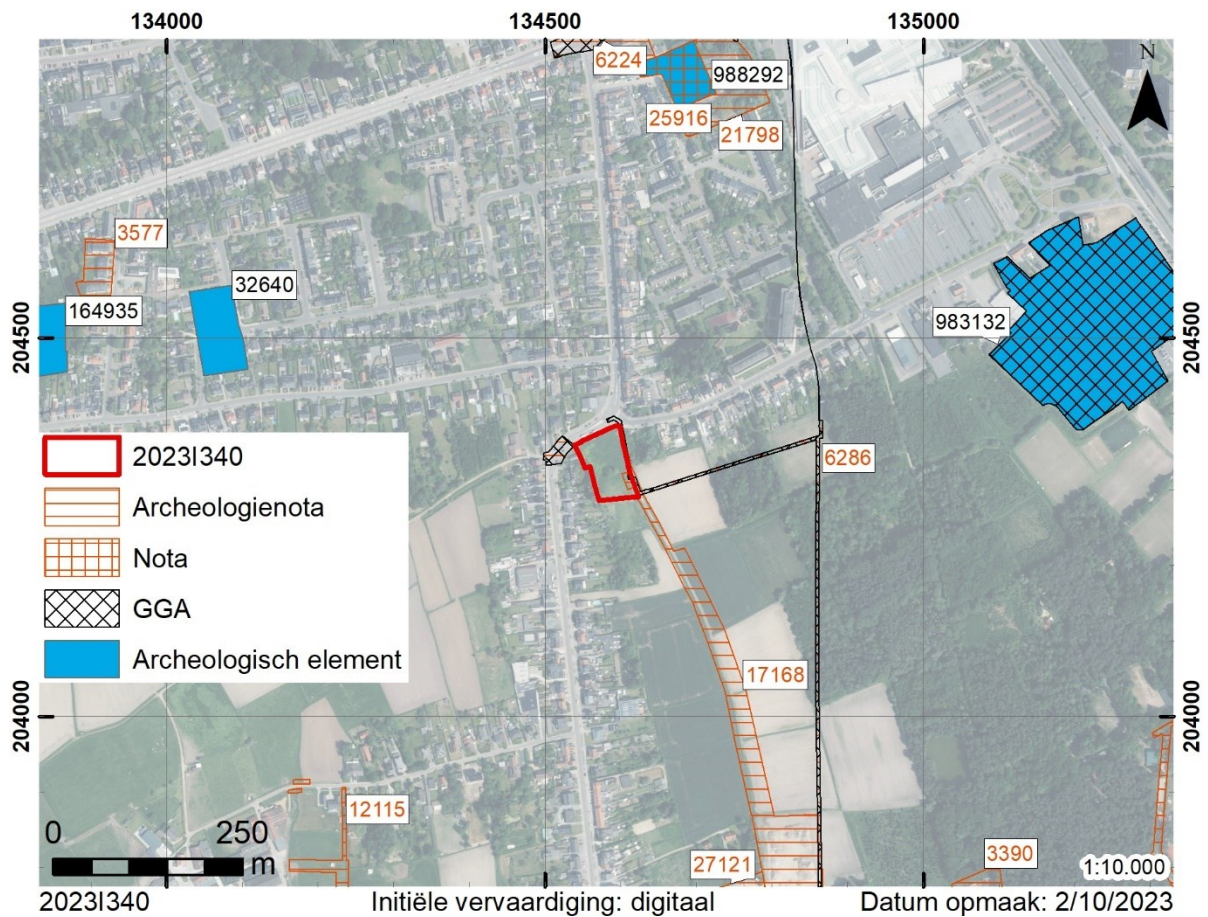 134000
134500
135000
N
6224
988292
25916
21798
3577
32640
164935
204500
204500
983132
2023I340
6286
Archeologienota
Nota
GGA
Archeologisch element
17168
204000
204000
12115
0
250
m
27121
3390
1:10.000
2023I340
Initiële vervaardiging: digitaal
Datum opmaak: 2/10/2023